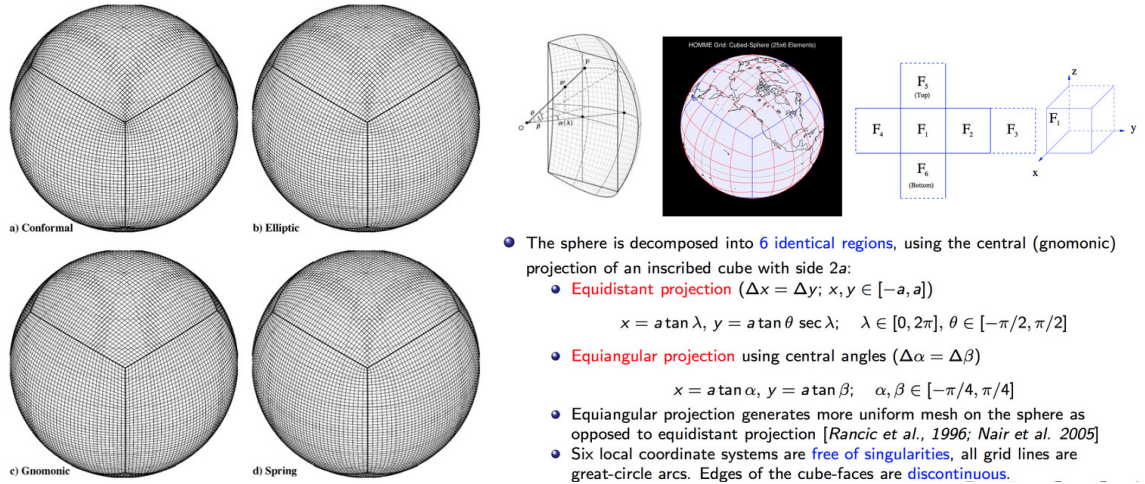 a) Conformal
b) Elliptic
c) Gnomonic
d) Spring
P
P'
O
θ
β
α(λ)
HOMME Grid: Cubed-Sphere (25x6 Elements)
F5
(Top)
F4 F1 F2 F3
F6
(Bottom)
z
F1
y
x
The sphere is decomposed into 6 identical regions, using the central (gnomonic)
projection of an inscribed cube with side 2a:
Equidistant projection (Δx = Δy; x, y ∈ [−a, a])
x = a tan λ, y = a tan θ sec λ; λ ∈ [0, 2π], θ ∈ [−π/2, π/2]
Equiangular projection using central angles (Δα = Δβ)
x = a tan α, y = a tan β; α, β ∈ [−π/4, π/4]
Equiangular projection generates more uniform mesh on the sphere as
opposed to equidistant projection [Rancic et al., 1996; Nair et al. 2005]
Six local coordinate systems are free of singularities, all grid lines are
great-circle arcs. Edges of the cube-faces are discontinuous.